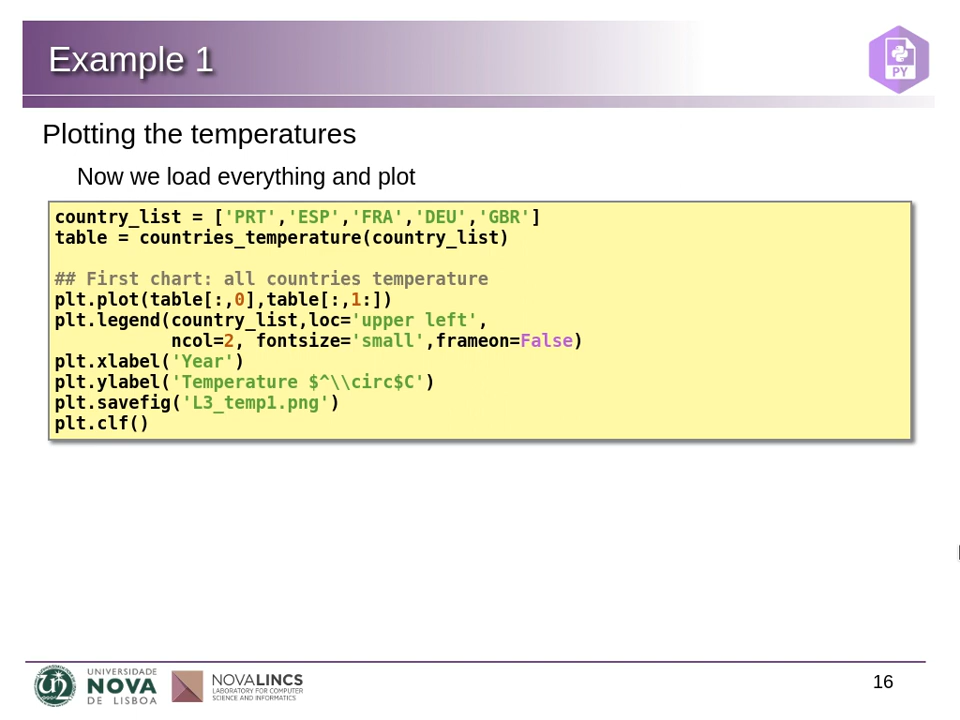 Example 1
PY
Plotting the temperatures
Now we load everything and plot
country_list = ['PRT','ESP','FRA','DEU','GBR']
table = countries_temperature(country_list)
## First chart: all countries temperature
plt.plot(table[:,0],table[:,1:])
plt.legend(country_list,loc='upper left',
           ncol=2, fontsize='small',frameon=False)
plt.xlabel('Year')
plt.ylabel('Temperature $^\\circ$C')
plt.savefig('L3_temp1.png')
plt.clf()
UNIVERSIDADE
NOVA
DE LISBOA
NOVALINCS
LABORATORY FOR COMPUTER
SCIENCE AND INFORMATICS
16